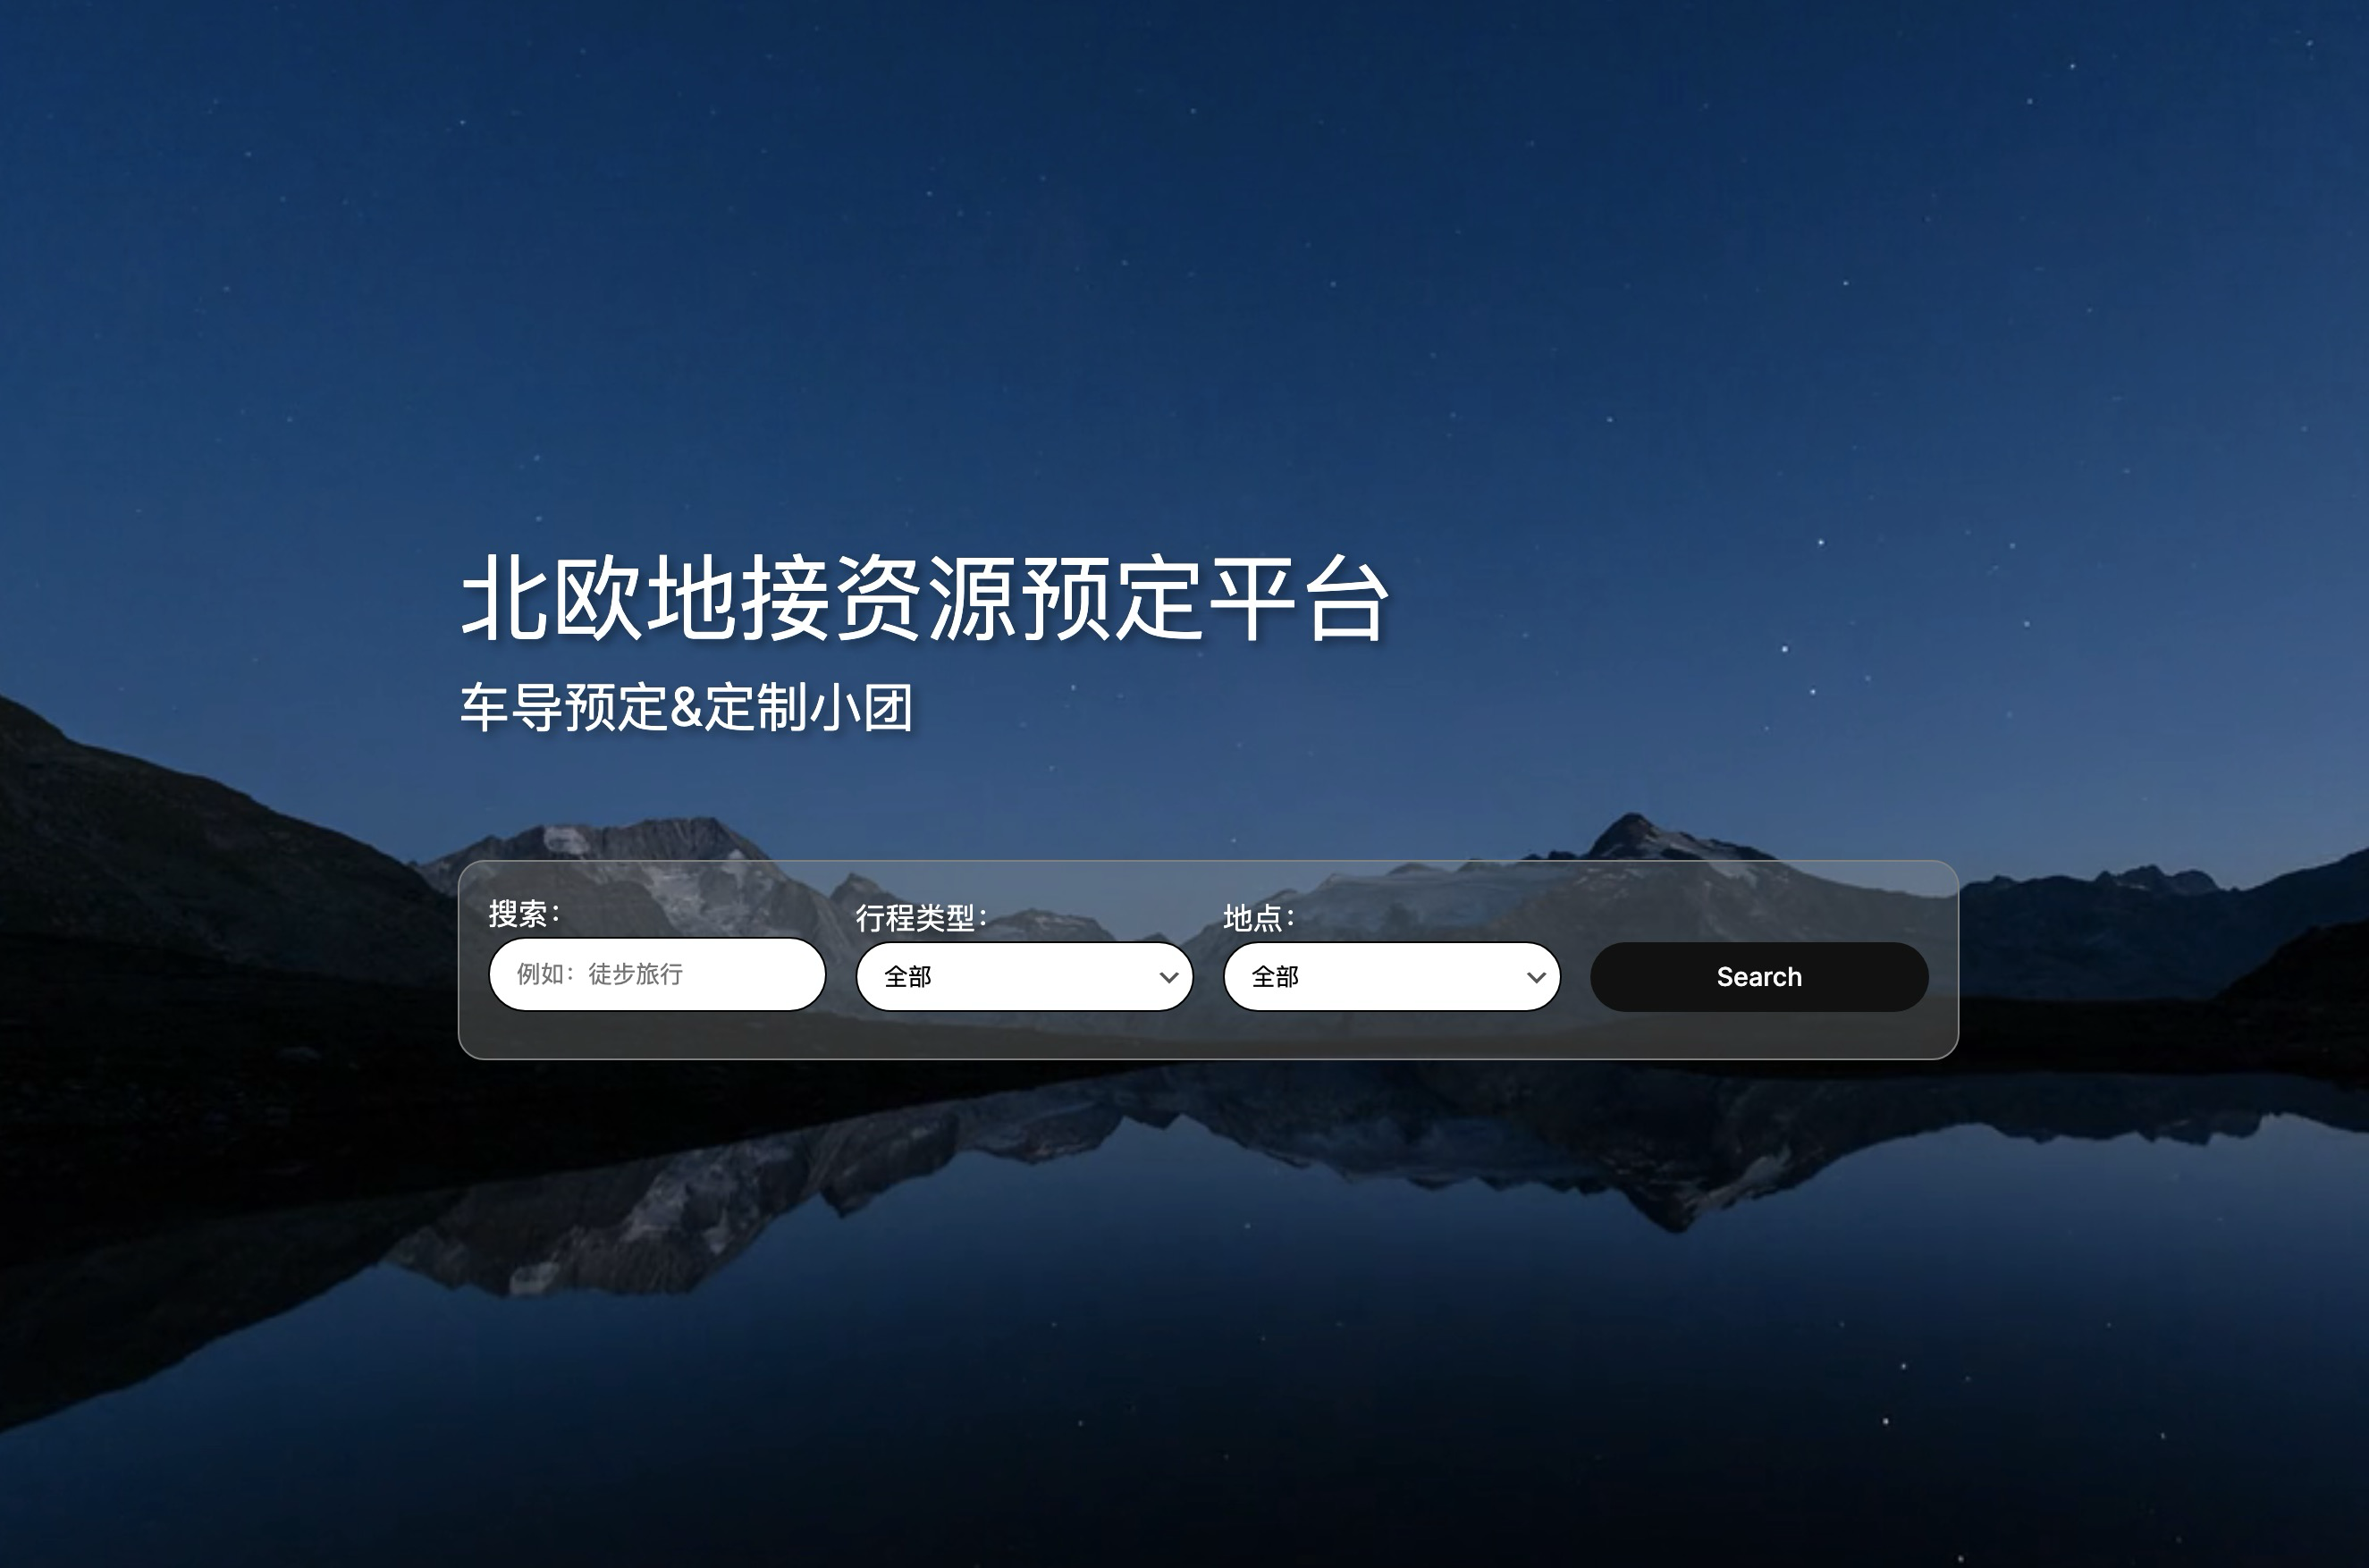 北欧地接资源预定平台
车导预定&定制小团
搜索：
行程类型：
地点：
例如：徒步旅行
全部
全部
Search